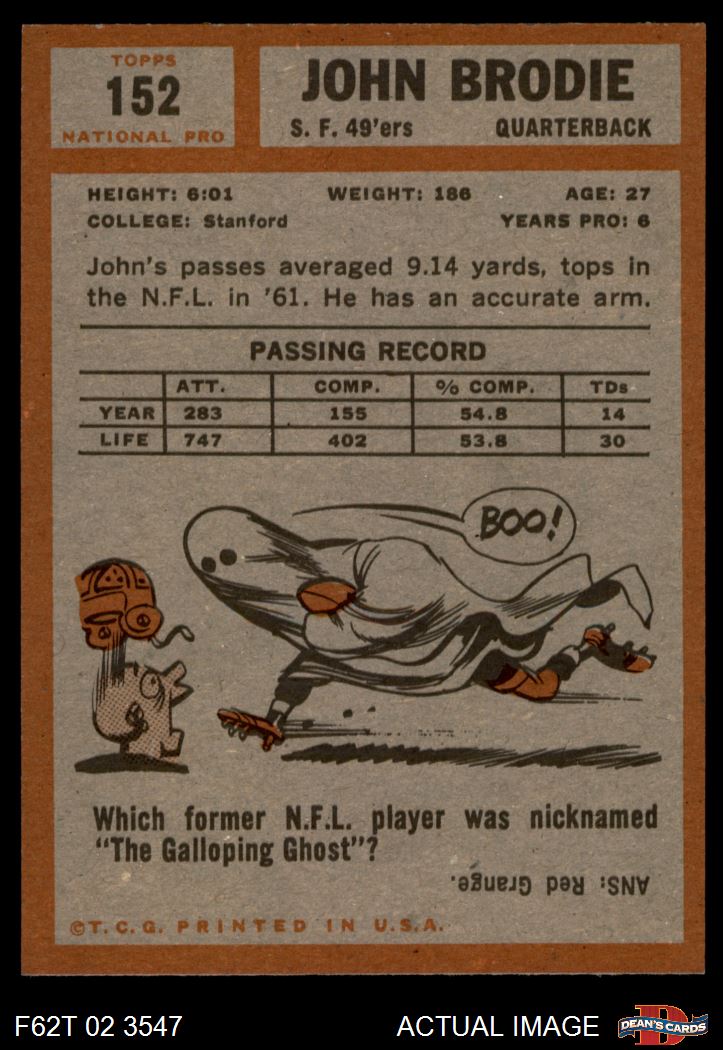 TOPPS
152
NATIONAL PRO
JOHN BRODIE
S. F. 49'ers QUARTERBACK
HEIGHT: 6:01 WEIGHT: 186 AGE: 27
COLLEGE: Stanford YEARS PRO: 6
John's passes averaged 9.14 yards, tops in
the N.F.L. in '61. He has an accurate arm.
PASSING RECORD
ATT. COMP. % COMP. TDs
YEAR 283 155 54.8 14
LIFE 747 402 53.8 30
BOO!
Which former N.F.L. player was nicknamed
"The Galloping Ghost"?
ANS: Red Grange.
©T.C.G. PRINTED IN U.S.A.
F62T 02 3547 ACTUAL IMAGE
D
DEAN'S CARDS